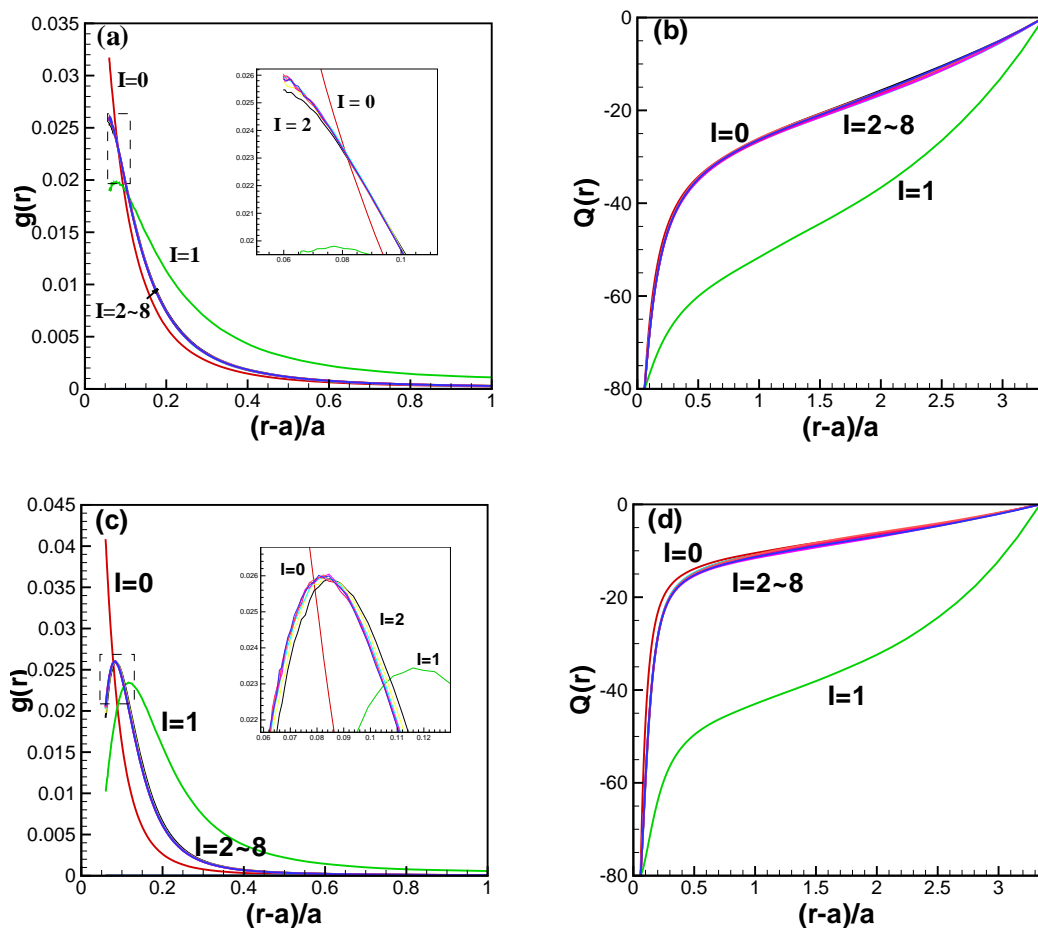 (a)
g(r)
0.035
0.03
0.025
0.02
0.015
0.01
0.005
0
I=0
I=1
I=2~8
0 0.2 0.4 0.6 0.8 1
(r-a)/a
0.026
0.025
0.024
0.023
0.022
0.021
0.02
I = 0
I = 2
0.06 0.08 0.1
(b)
Q(r)
0
-20
-40
-60
-80
I=0
I=2~8
I=1
0 0.5 1 1.5 2 2.5 3
(r-a)/a
(c)
g(r)
0.045
0.04
0.035
0.03
0.025
0.02
0.015
0.01
0.005
0
I=0
I=1
I=2~8
0 0.2 0.4 0.6 0.8 1
(r-a)/a
0.026
0.025
0.024
0.023
0.022
I=0
I=2
I=1
0.06 0.07 0.08 0.09 0.1 0.11 0.12
(d)
Q(r)
0
-20
-40
-60
-80
I=0
I=2~8
I=1
0 0.5 1 1.5 2 2.5 3
(r-a)/a